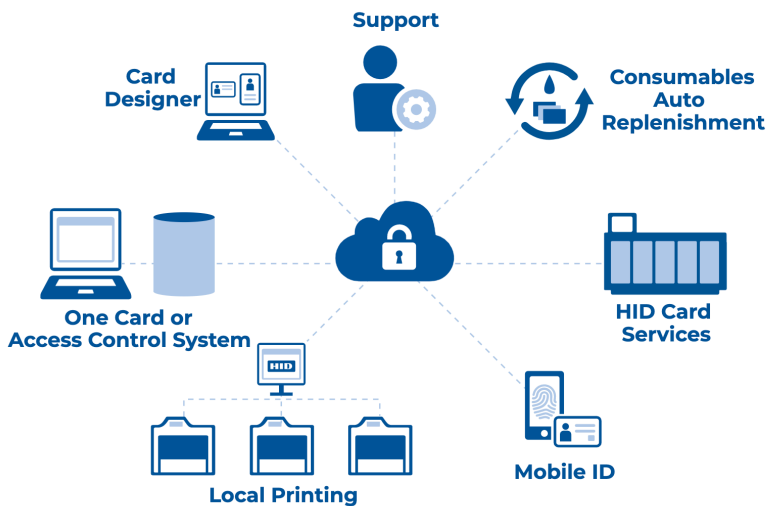 Support
Card
Designer
Consumables
Auto
Replenishment
One Card or
Access Control System
HID Card
Services
HID
Local Printing
Mobile ID